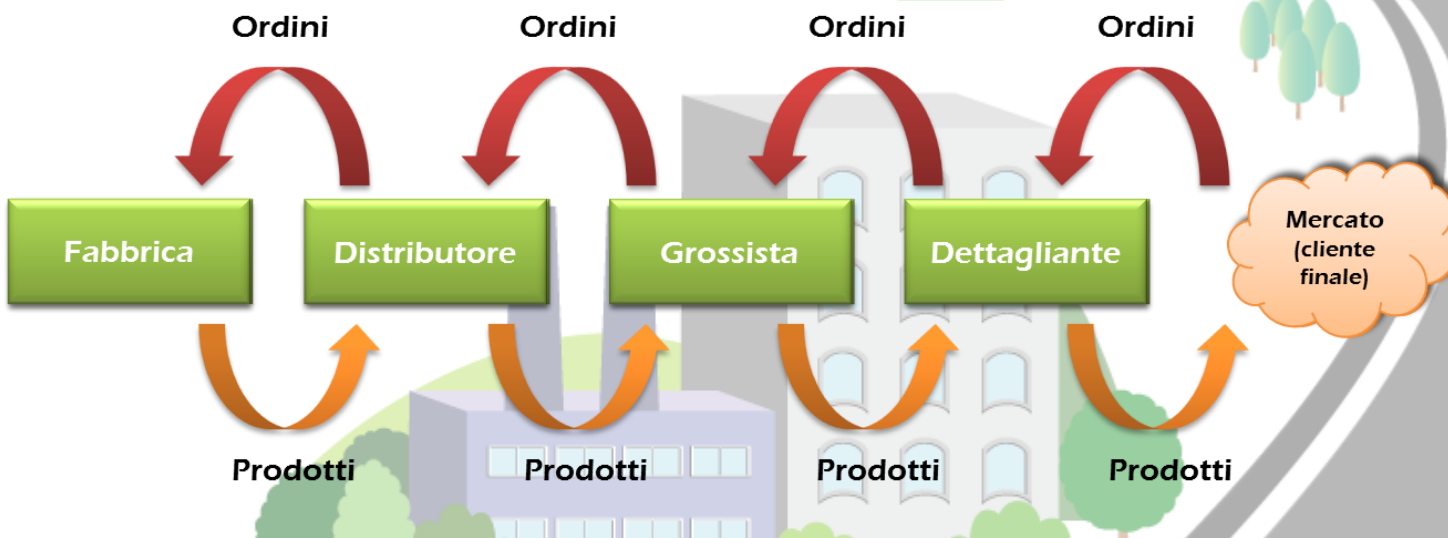 Ordini Ordini Ordini Ordini
Fabbrica Distributore Grossista Dettagliante
Mercato
(cliente
finale)
Prodotti Prodotti Prodotti Prodotti